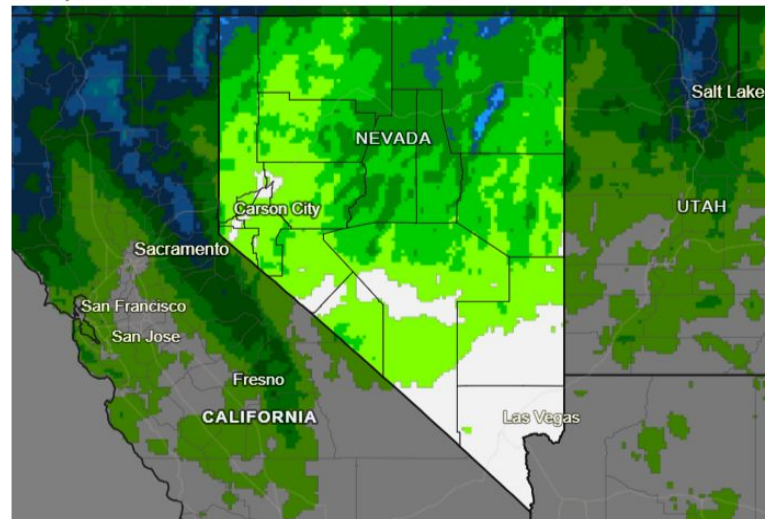 Salt Lake
NEVADA
UTAH
Carson City
Sacramento
San Francisco
San Jose
Fresno
CALIFORNIA
Las Vegas